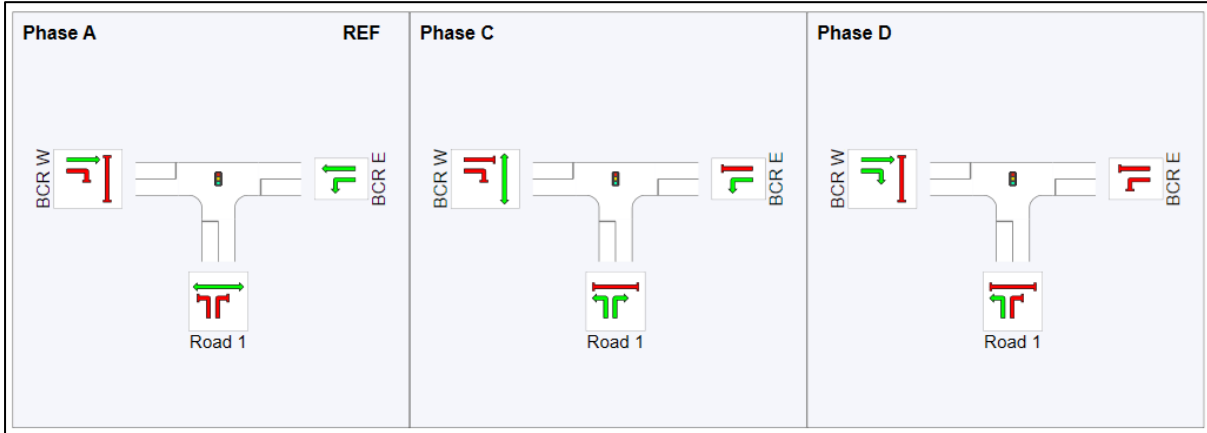 Phase A
REF
BCR W
BCR E
Road 1
Phase C
BCR W
BCR E
Road 1
Phase D
BCR W
BCR E
Road 1